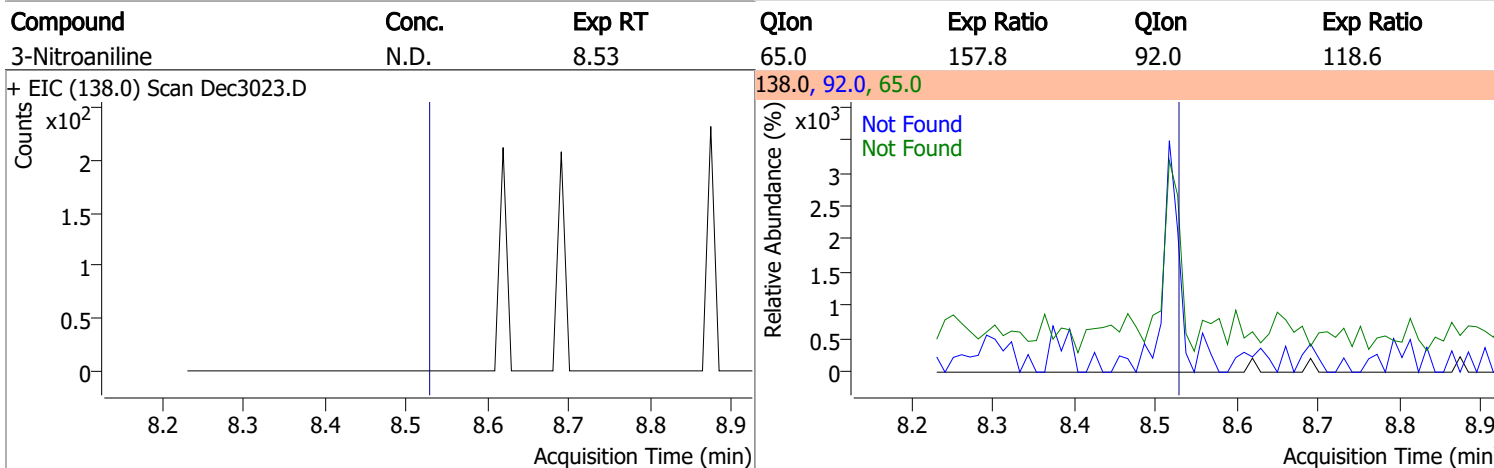 Compound Conc. Exp RT QIon Exp Ratio QIon Exp Ratio
3-Nitroaniline N.D. 8.53 65.0 157.8 92.0 118.6
+ EIC (138.0) Scan Dec3023.D
Counts
x10²
2
1.5
1
0.5
0
8.2 8.3 8.4 8.5 8.6 8.7 8.8 8.9
Acquisition Time (min)
138.0, 92.0, 65.0
Relative Abundance (%)
x10³
Not Found
Not Found
3
2.5
2
1.5
1
0.5
0
8.2 8.3 8.4 8.5 8.6 8.7 8.8 8.9
Acquisition Time (min